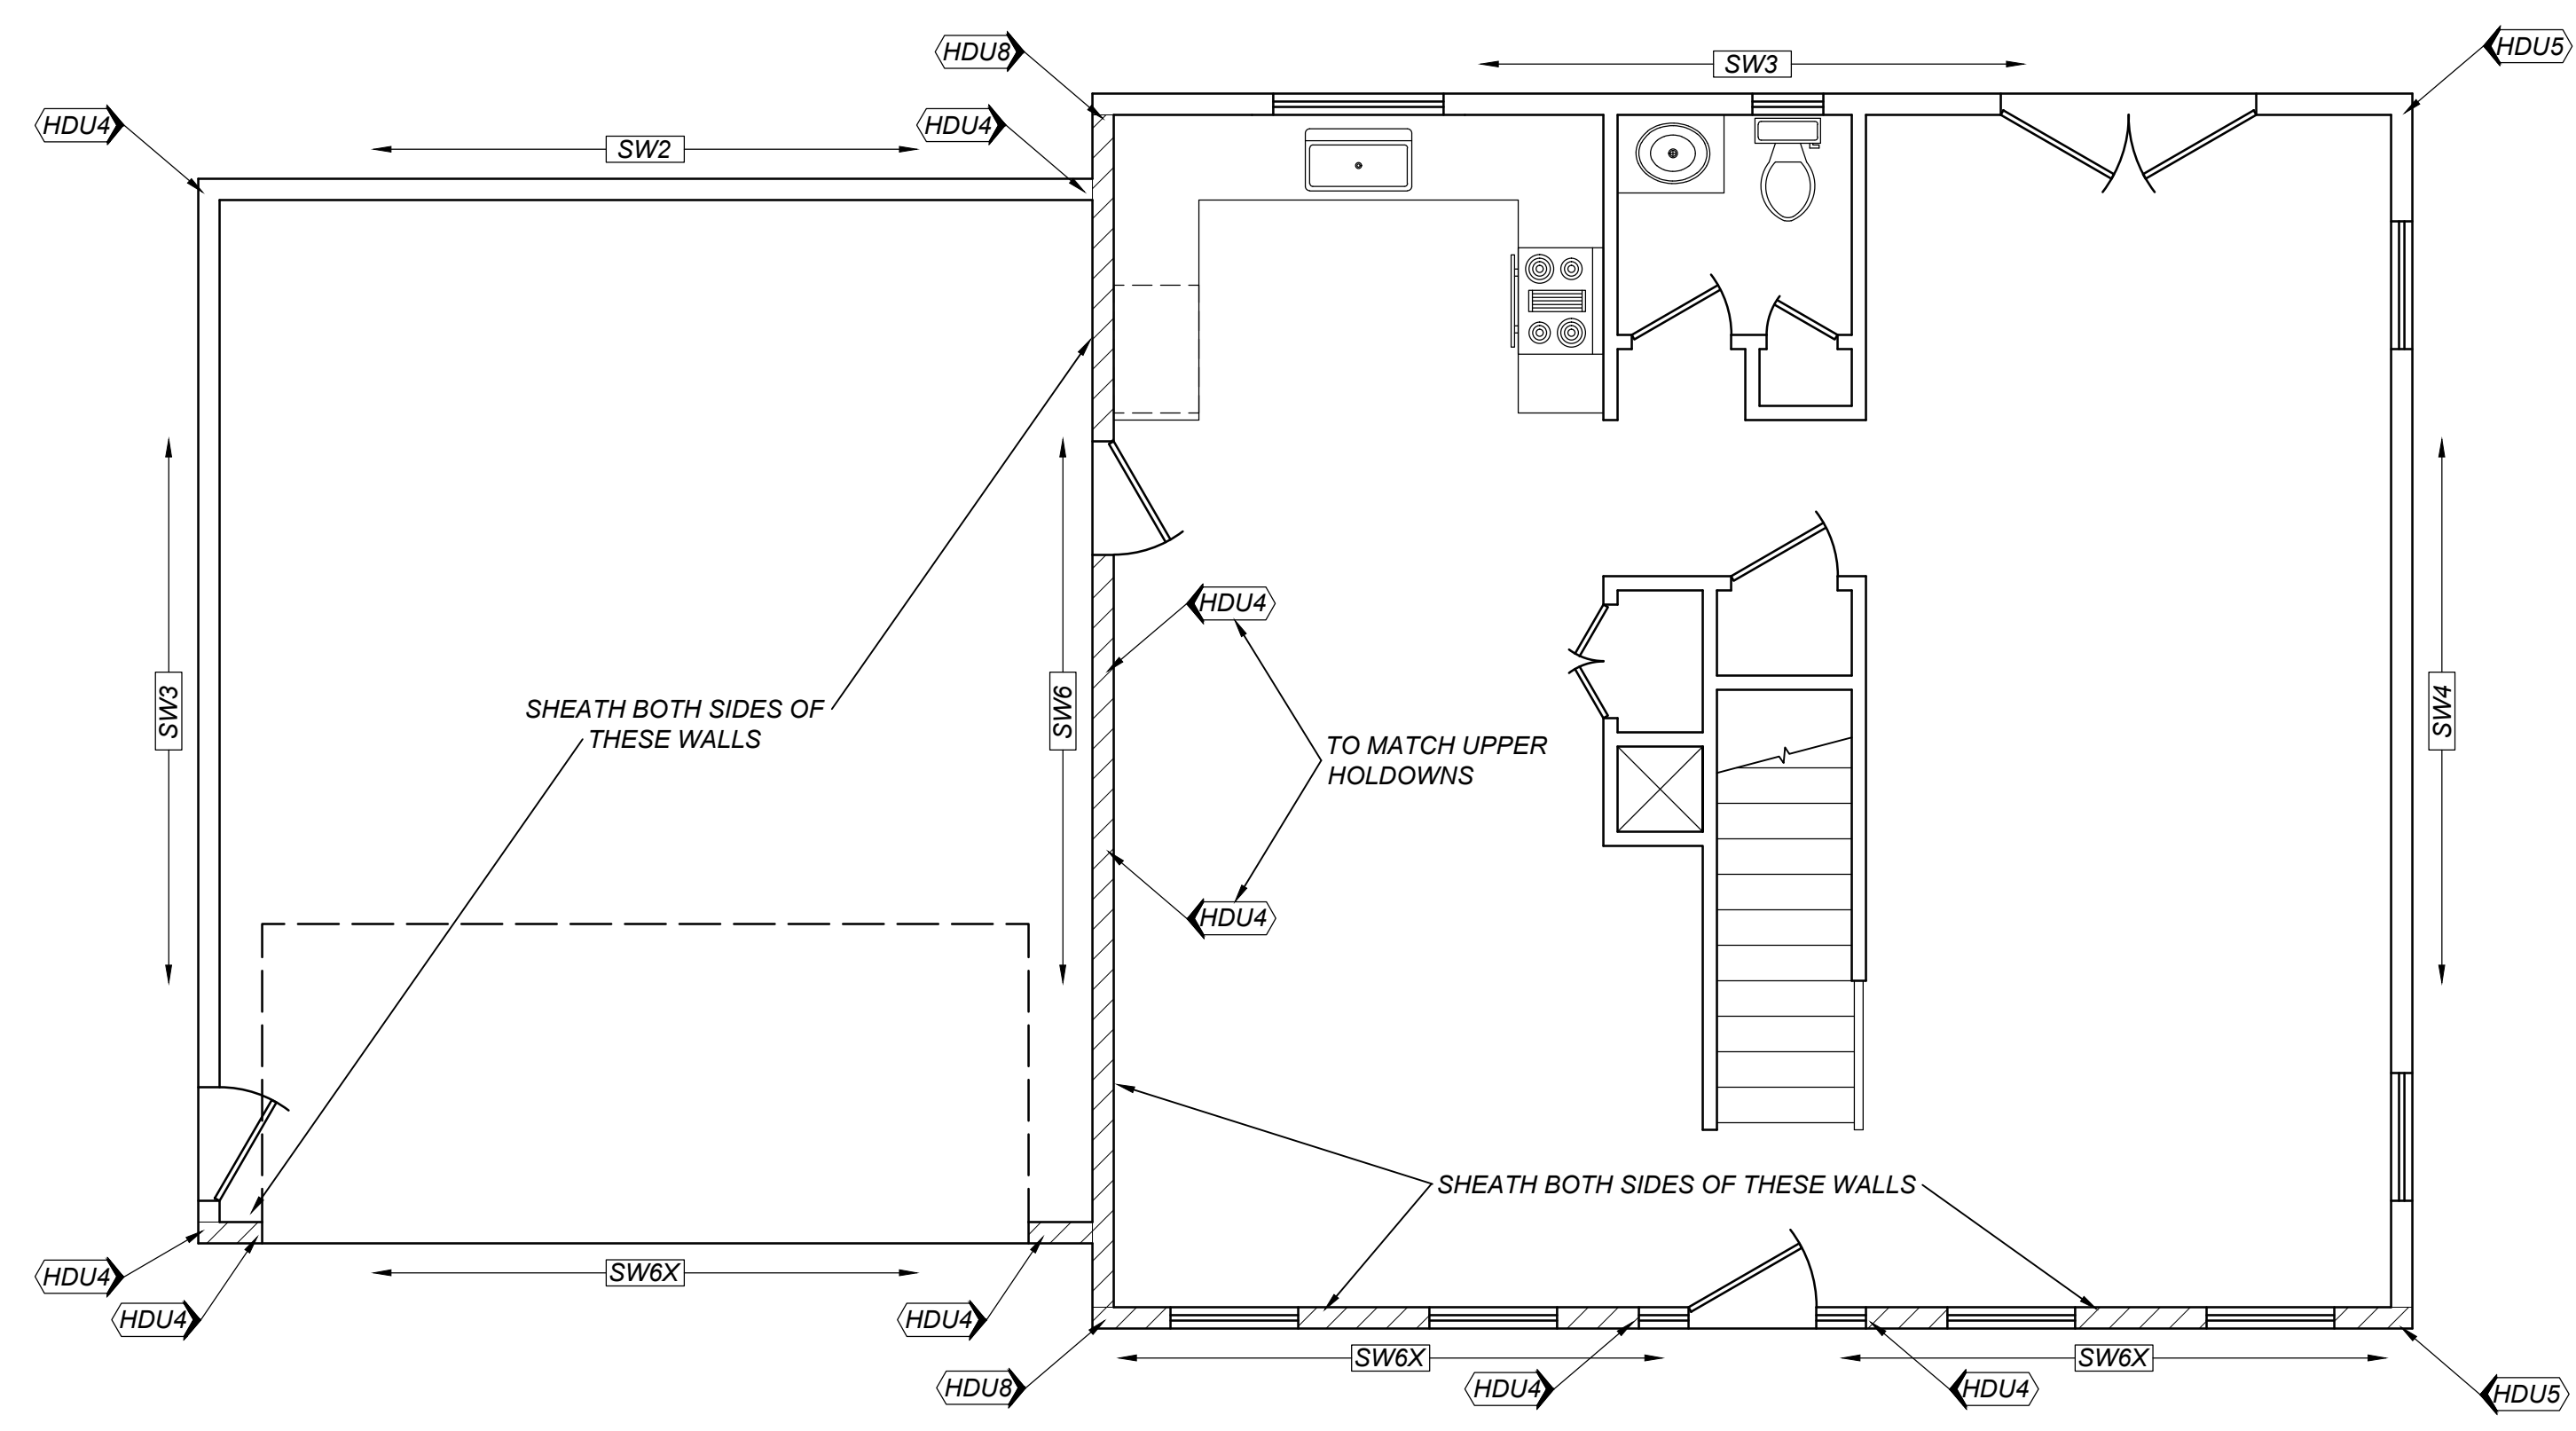 HDU8
SW3
HDU5
HDU4
HDU4
SW2
HDU4
SHEATH BOTH SIDES OF
THESE WALLS
SW3
SW6
TO MATCH UPPER
HOLDOWNS
SW4
HDU4
SHEATH BOTH SIDES OF THESE WALLS
HDU4
SW6X
HDU4
HDU4
SW6X
SW6X
HDU8
HDU4
HDU4
HDU5